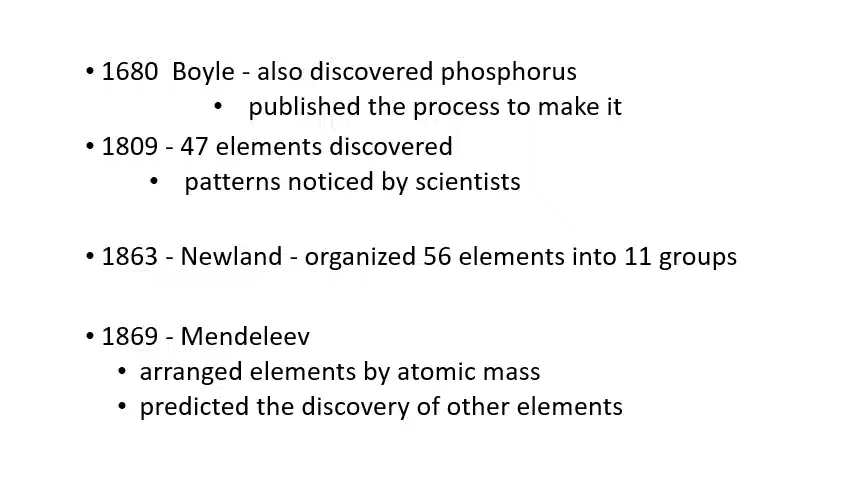 • 1680  Boyle - also discovered phosphorus
• published the process to make it
• 1809 - 47 elements discovered
• patterns noticed by scientists
• 1863 - Newland - organized 56 elements into 11 groups
• 1869 - Mendeleev
• arranged elements by atomic mass
• predicted the discovery of other elements